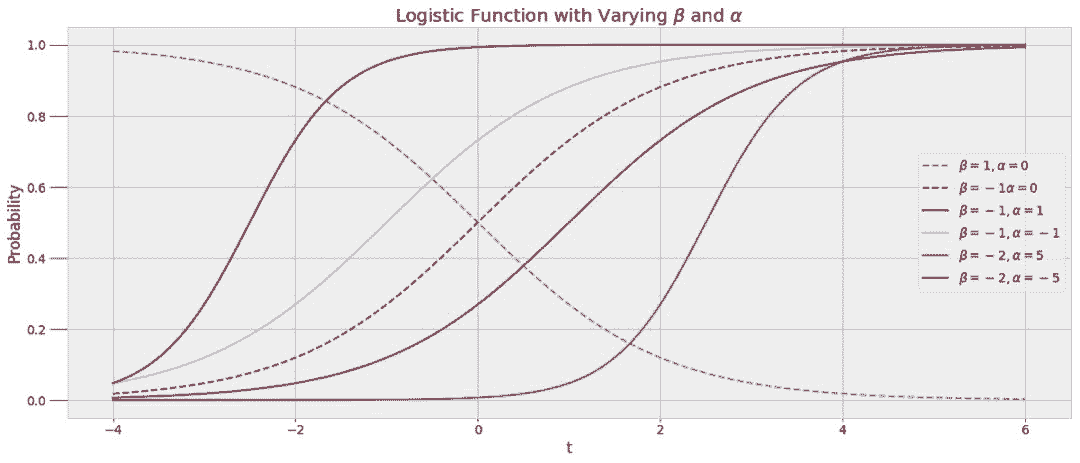 Logistic Function with Varying β and α
Probability
1.0
0.8
0.6
0.4
0.2
0.0
−4
−2
0
2
4
6
t
β = 1, α = 0
β = −1α = 0
β = −1, α = 1
β = −1, α = −1
β = −2, α = 5
β = −2, α = −5